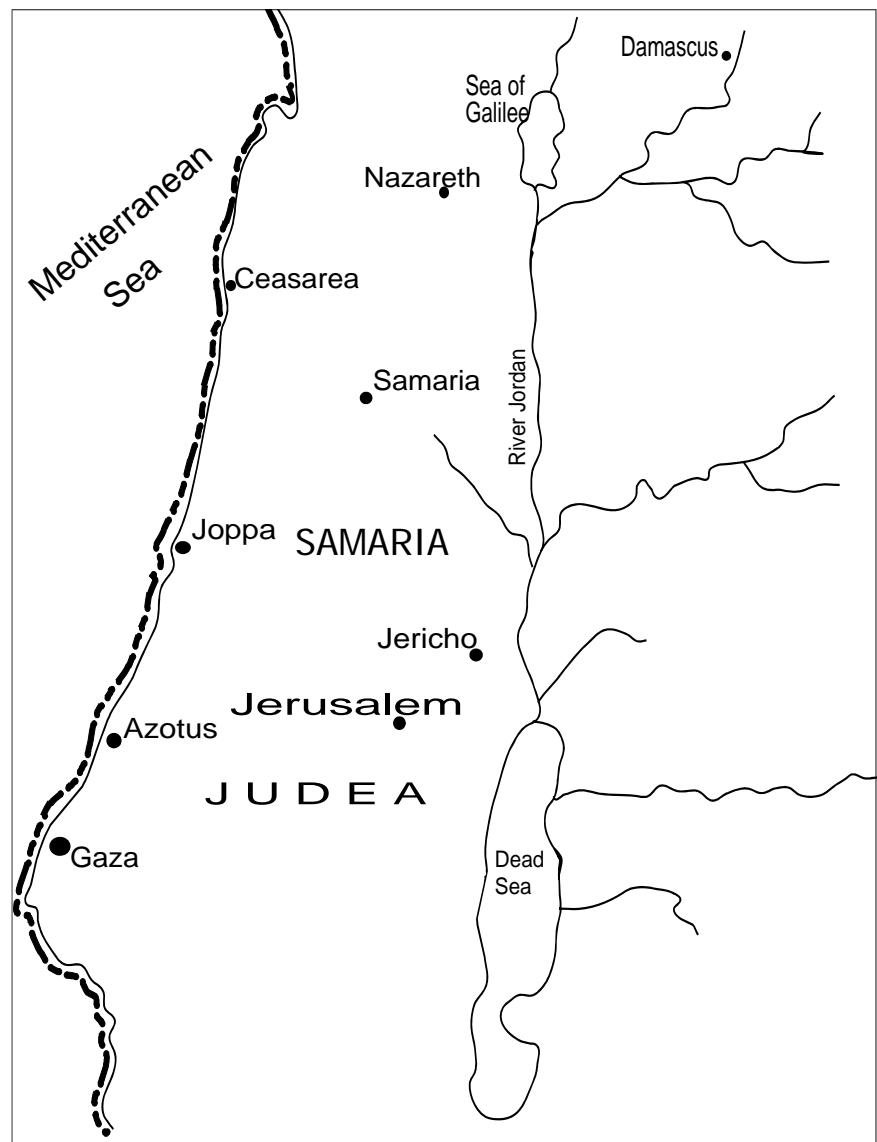 Damascus
Sea of
Galilee
Mediterranean
Sea
Nazareth
Ceasarea
River Jordan
Samaria
Joppa
SAMARIA
Jericho
Jerusalem
Azotus
JUDEA
Gaza
Dead
Sea